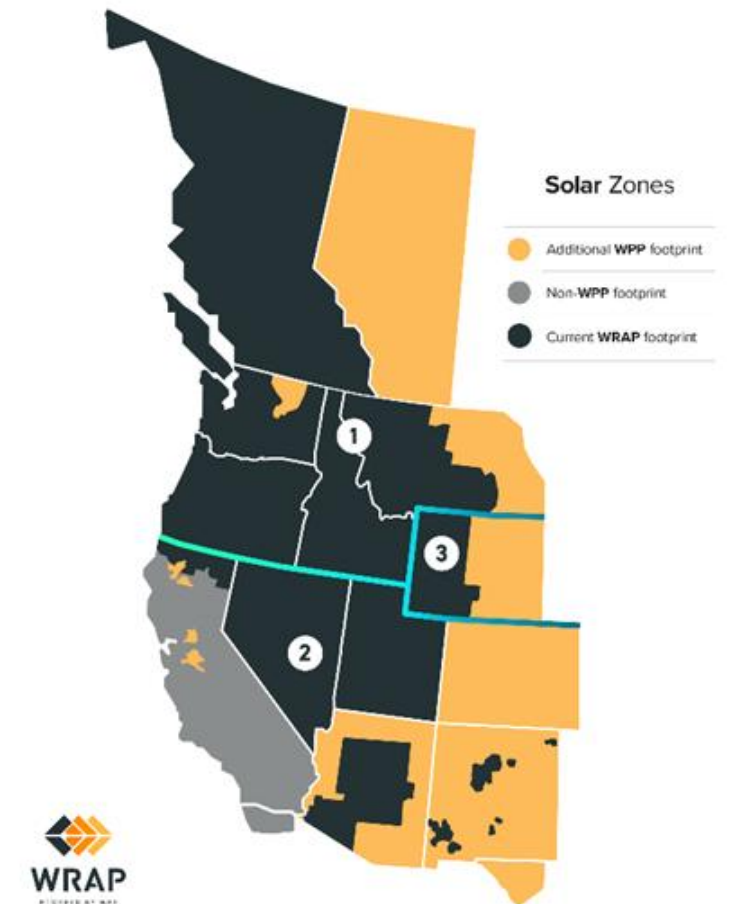 Solar Zones
Additional WPP footprint
Non-WPP footprint
Current WRAP footprint
1
3
2
WRAP